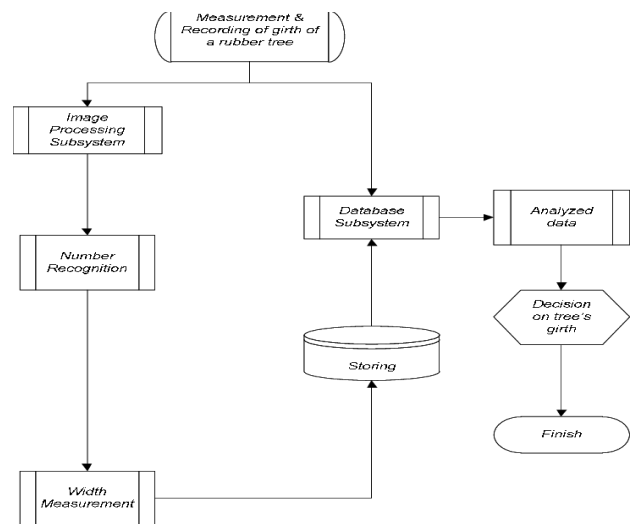 Measurement &
Recording of girth of
a rubber tree
Image
Processing
Subsystem
Database
Subsystem
Analyzed
data
Number
Recognition
Decision
on tree's
girth
Storing
Finish
Width
Measurement